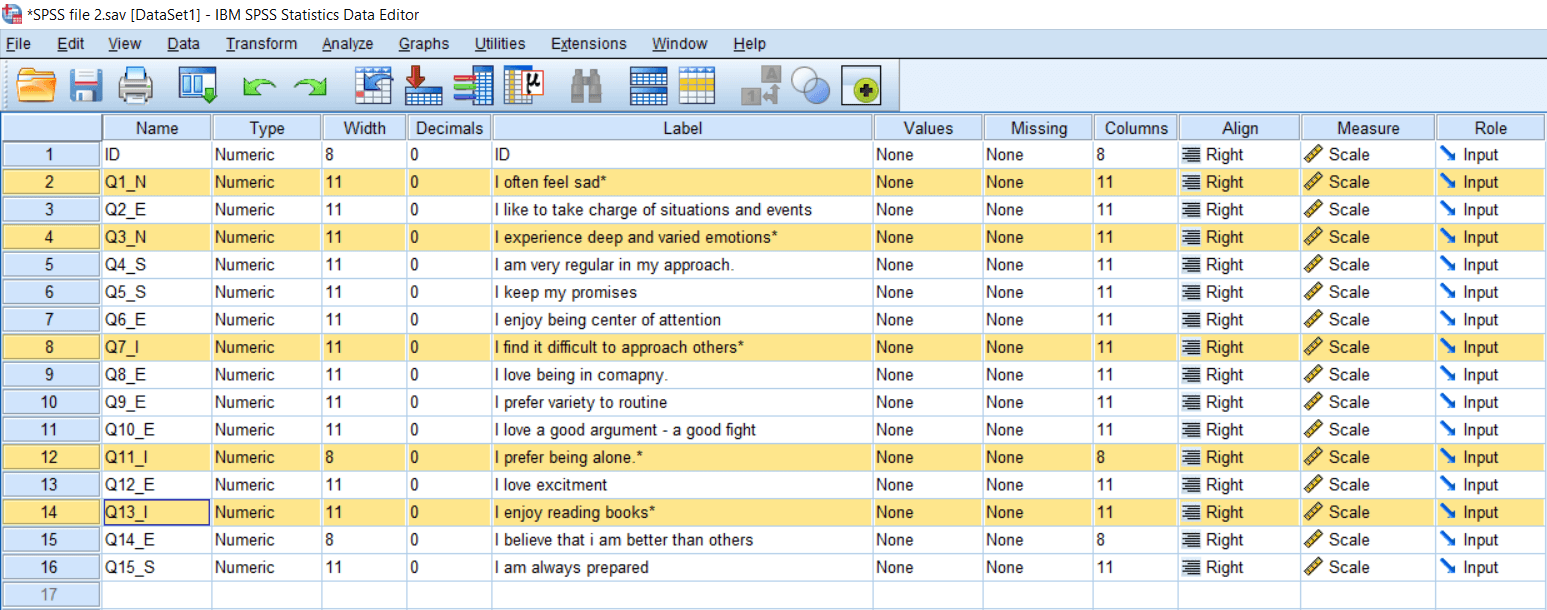 *SPSS file 2.sav [DataSet1] - IBM SPSS Statistics Data Editor
File Edit View Data Transform Analyze Graphs Utilities Extensions Window Help
μ A 1
Name Type Width Decimals Label Values Missing Columns Align Measure Role
1 ID Numeric 8 0 ID None None 8 Right Scale Input
2 Q1_N Numeric 11 0 I often feel sad* None None 11 Right Scale Input
3 Q2_E Numeric 11 0 I like to take charge of situations and events None None 11 Right Scale Input
4 Q3_N Numeric 11 0 I experience deep and varied emotions* None None 11 Right Scale Input
5 Q4_S Numeric 11 0 I am very regular in my approach. None None 11 Right Scale Input
6 Q5_S Numeric 11 0 I keep my promises None None 11 Right Scale Input
7 Q6_E Numeric 11 0 I enjoy being center of attention None None 11 Right Scale Input
8 Q7_I Numeric 11 0 I find it difficult to approach others* None None 11 Right Scale Input
9 Q8_E Numeric 11 0 I love being in comapny. None None 11 Right Scale Input
10 Q9_E Numeric 11 0 I prefer variety to routine None None 11 Right Scale Input
11 Q10_E Numeric 11 0 I love a good argument - a good fight None None 11 Right Scale Input
12 Q11_I Numeric 8 0 I prefer being alone.* None None 8 Right Scale Input
13 Q12_E Numeric 11 0 I love excitment None None 11 Right Scale Input
14 Q13_I Numeric 11 0 I enjoy reading books* None None 11 Right Scale Input
15 Q14_E Numeric 8 0 I believe that i am better than others None None 8 Right Scale Input
16 Q15_S Numeric 11 0 I am always prepared None None 11 Right Scale Input
17